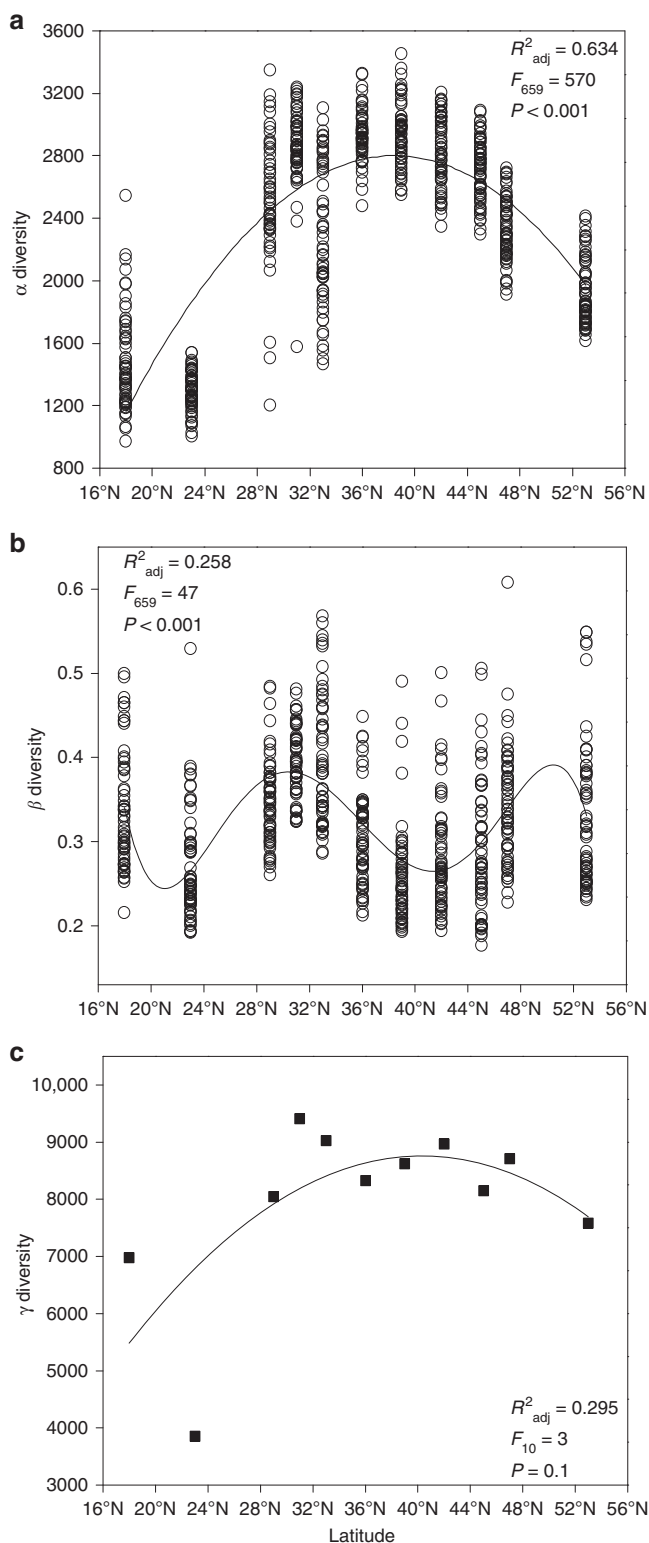 a
3600
3200
2800
2400
2000
1600
1200
800
α diversity
R²adj = 0.634
F659 = 570
P < 0.001
16°N 20°N 24°N 28°N 32°N 36°N 40°N 44°N 48°N 52°N 56°N
b
0.6
0.5
0.4
0.3
0.2
β diversity
R²adj = 0.258
F659 = 47
P < 0.001
16°N 20°N 24°N 28°N 32°N 36°N 40°N 44°N 48°N 52°N 56°N
c
10,000
9000
8000
7000
6000
5000
4000
3000
γ diversity
R²adj = 0.295
F10 = 3
P = 0.1
16°N 20°N 24°N 28°N 32°N 36°N 40°N 44°N 48°N 52°N 56°N
Latitude